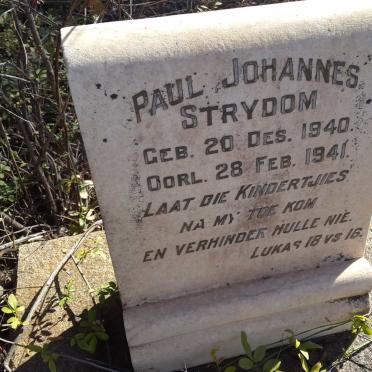 PAUL JOHANNES
STRYDOM
GEB. 20 DES. 1940.
OORL. 28 FEB. 1941.
LAAT DIE KINDERTJIES
NA MY TOE KOM
EN VERHINDER HULLE NIE.
LUKAS 18 VS 16.